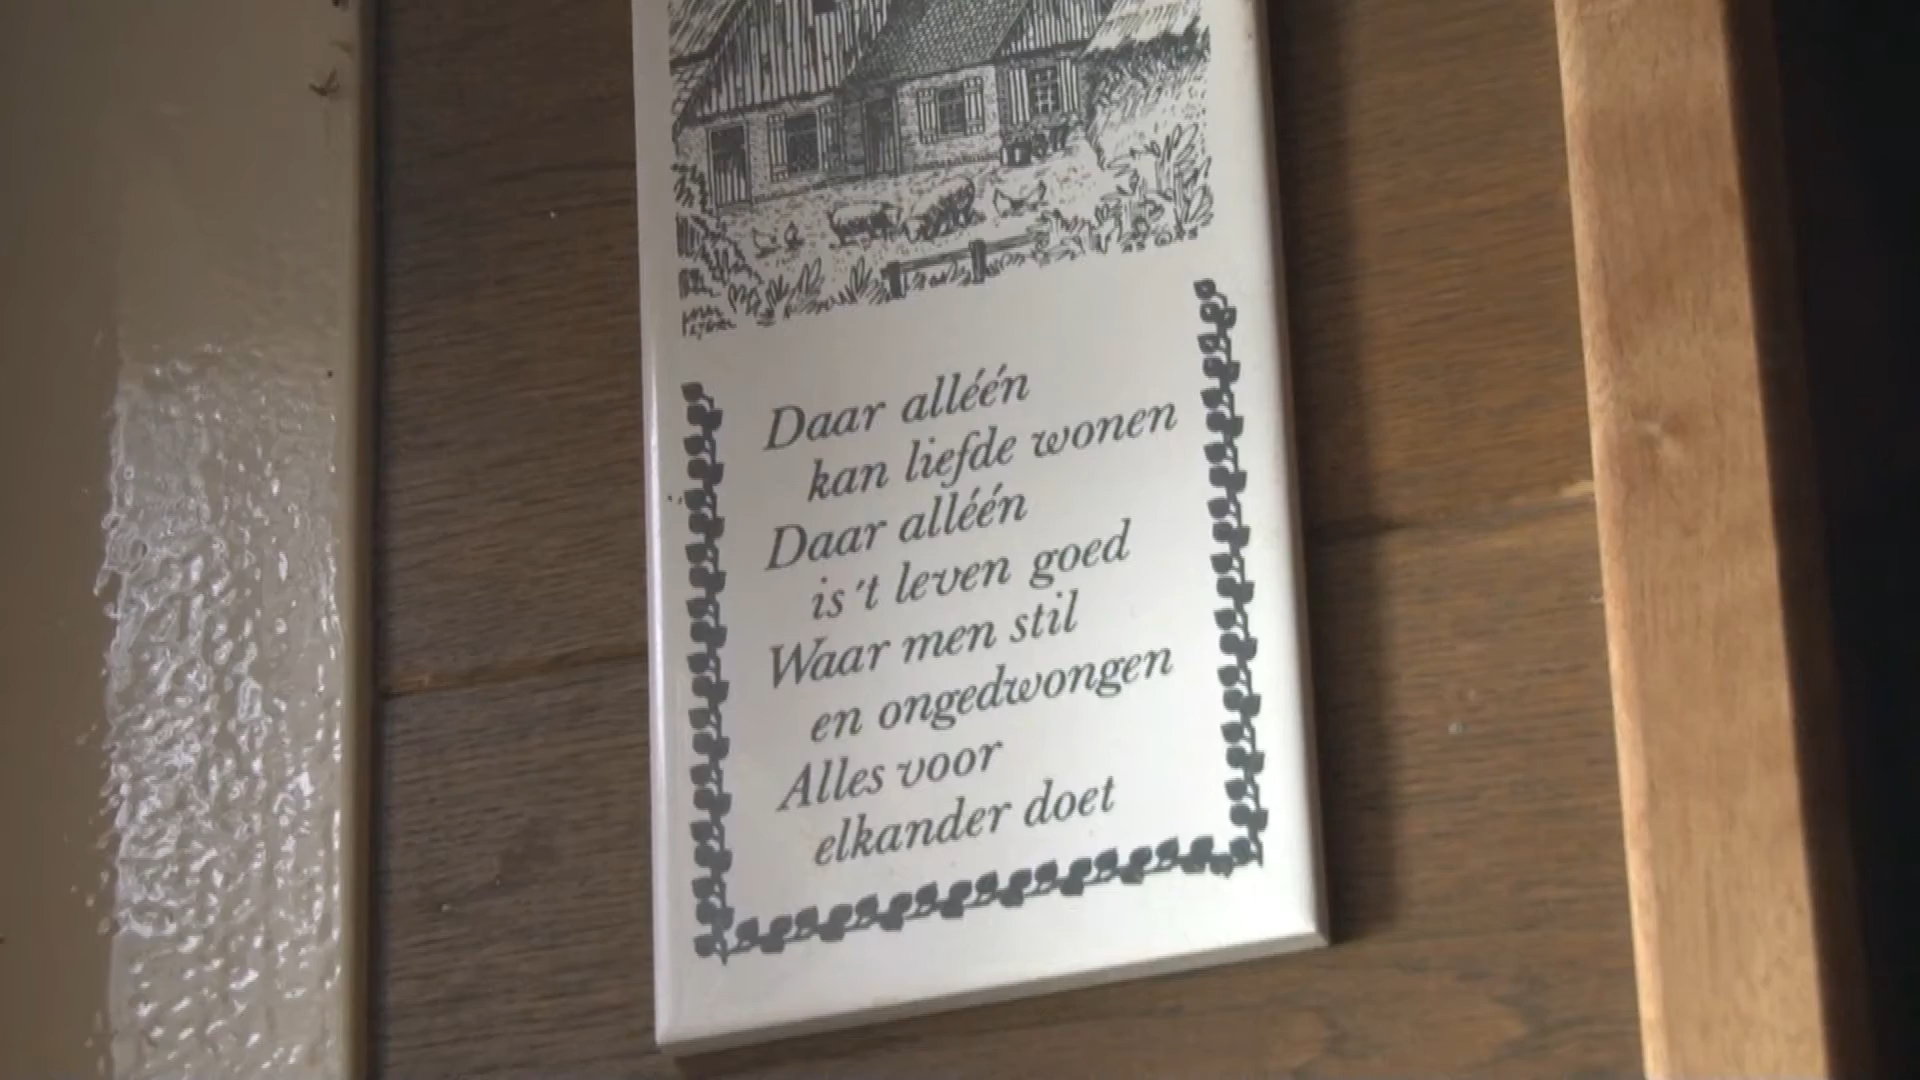 Daar alléén
kan liefde wonen
Daar alléén
is 't leven goed
Waar men stil
en ongedwongen
Alles voor
elkander doet